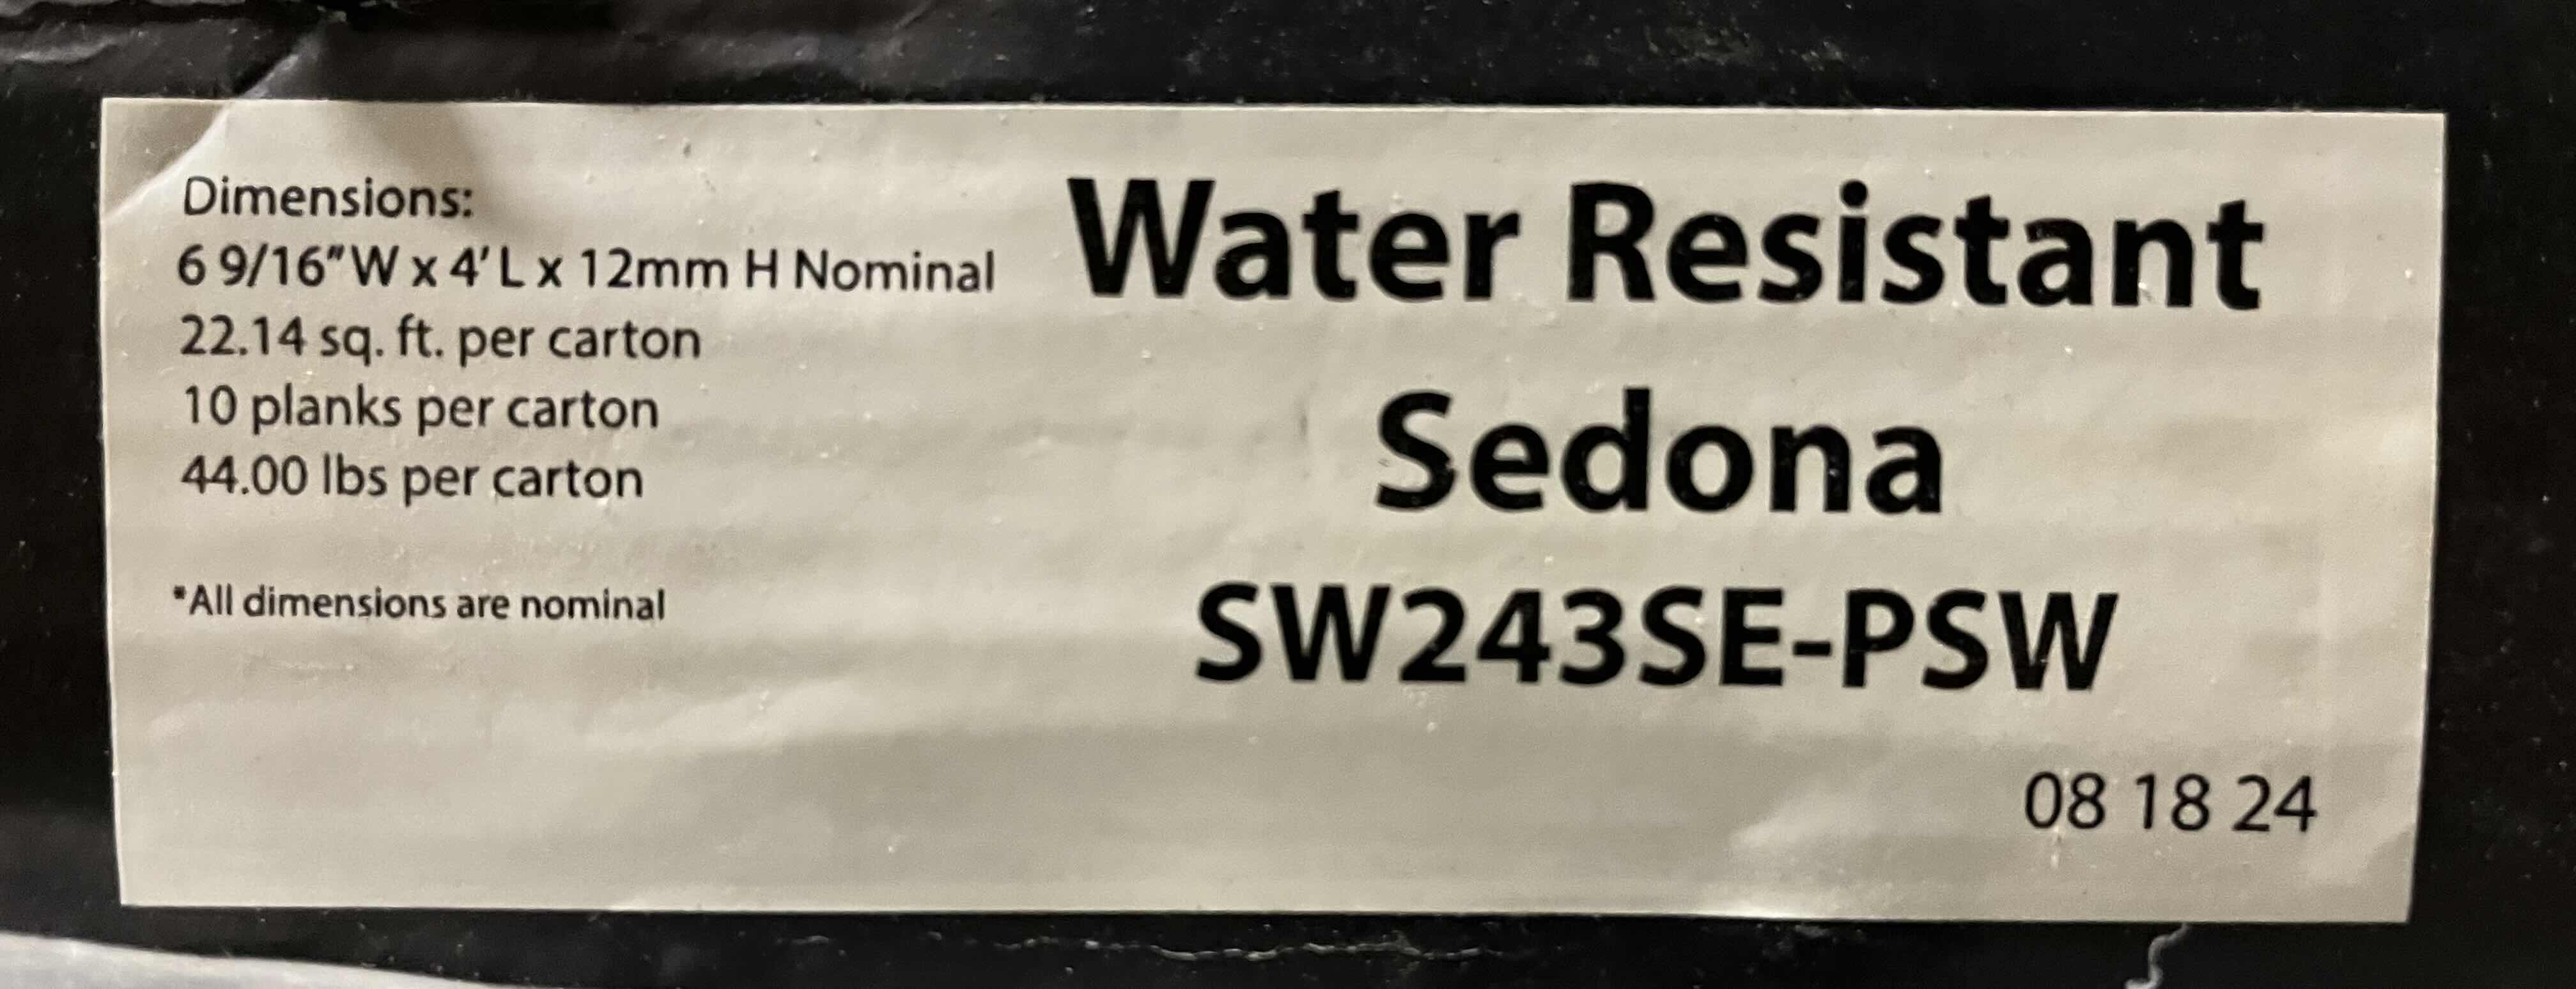 Dimensions:
6 9/16" W x 4' L x 12mm H Nominal
22.14 sq. ft. per carton
10 planks per carton
44.00 lbs per carton
*All dimensions are nominal
Water Resistant
Sedona
SW243SE-PSW
08 18 24